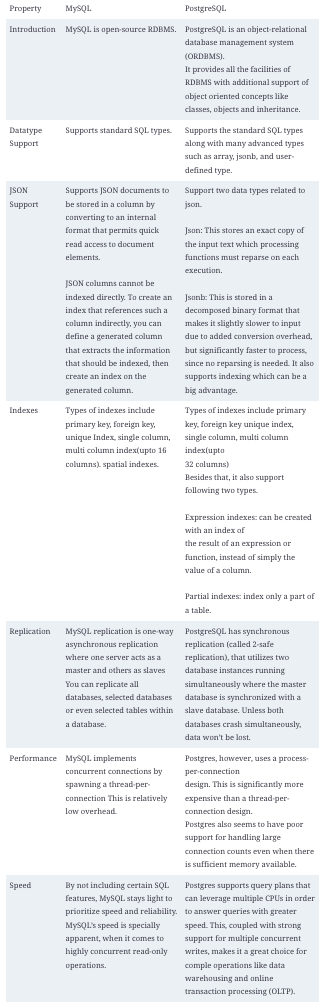 Property MySQL PostgreSQL
Introduction MySQL is open-source RDBMS. PostgreSQL is an object-relational
database management system
(ORDBMS).
It provides all the facilities of
RDBMS with additional support of
object oriented concepts like
classes, objects and inheritance.
Datatype Supports standard SQL types. Supports the standard SQL types
Support along with many advanced types
such as array, jsonb, and user-
defined type.
JSON Supports JSON documents to Support two data types related to
Support be stored in a column by json.
converting to an internal
format that permits quick Json: This stores an exact copy of
read access to document the input text which processing
elements. functions must reparse on each
execution.
JSON columns cannot be
indexed directly. To create an Jsonb: This is stored in a
index that references such a decomposed binary format that
column indirectly, you can makes it slightly slower to input
define a generated column due to added conversion overhead,
that extracts the information but significantly faster to process,
that should be indexed, then since no reparsing is needed. It also
create an index on the supports indexing which can be a
generated column. big advantage.
Indexes Types of indexes include Types of indexes include primary
primary key, foreign key, key, foreign key unique index,
unique Index, single column, single column, multi column
multi column index(upto 16 index(upto
columns). spatial indexes. 32 columns)
Besides that, it also support
following two types.
Expression indexes: can be created
with an index of
the result of an expression or
function, instead of simply the
value of a column.
Partial indexes: index only a part of
a table.
Replication MySQL replication is one-way PostgreSQL has synchronous
asynchronous replication replication (called 2-safe
where one server acts as a replication), that utilizes two
master and others as slaves database instances running
You can replicate all simultaneously where the master
databases, selected databases database is synchronized with a
or even selected tables within slave database. Unless both
a database. databases crash simultaneously,
data won't be lost.
Performance MySQL implements Postgres, however, uses a process-
concurrent connections by per-connection
spawning a thread-per- design. This is significantly more
connection This is relatively expensive than a thread-per-
low overhead. connection design.
Postgres also seems to have poor
support for handling large
connection counts even when there
is sufficient memory available.
Speed By not including certain SQL Postgres supports query plans that
features, MySQL stays light to can leverage multiple CPUs in order
prioritize speed and reliability. to answer queries with greater
MySQL's speed is specially speed. This, coupled with strong
apparent, when it comes to support for multiple concurrent
highly concurrent read-only writes, makes it a great choice for
operations. comple operations like data
warehousing and online
transaction processing (OLTP).